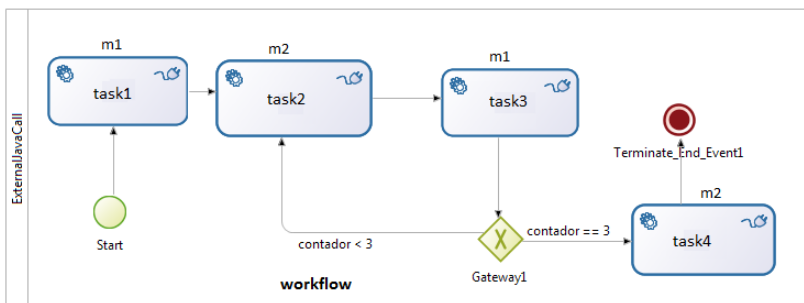 ExternalJavaCall
m1
task1
m2
task2
m1
task3
Start
contador < 3
Gateway1
contador == 3
m2
task4
Terminate_End_Event1
workflow